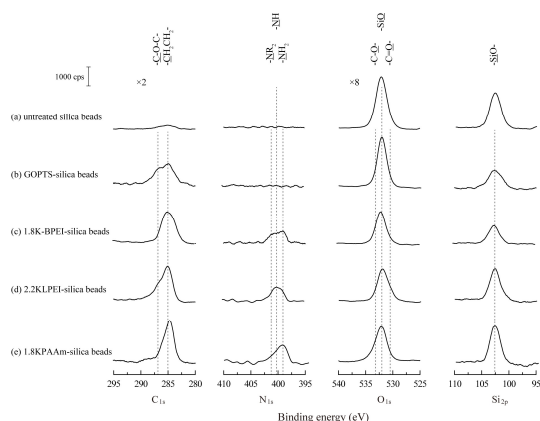 -NH
-C-O-C-
-CH2CH2-
-NR2
-NH2
-SiO
-C-O-
-C=O-
-SiO-
1000 cps
×2
×8
(a) untreated silica beads
(b) GOPTS-silica beads
(c) 1.8K-BPEI-silica beads
(d) 2.2KLPEI-silica beads
(e) 1.8KPAAm-silica beads
295 290 285 280
410 405 400 395
540 535 530 525
110 105 100 95
C1s
N1s
O1s
Si2p
Binding energy (eV)